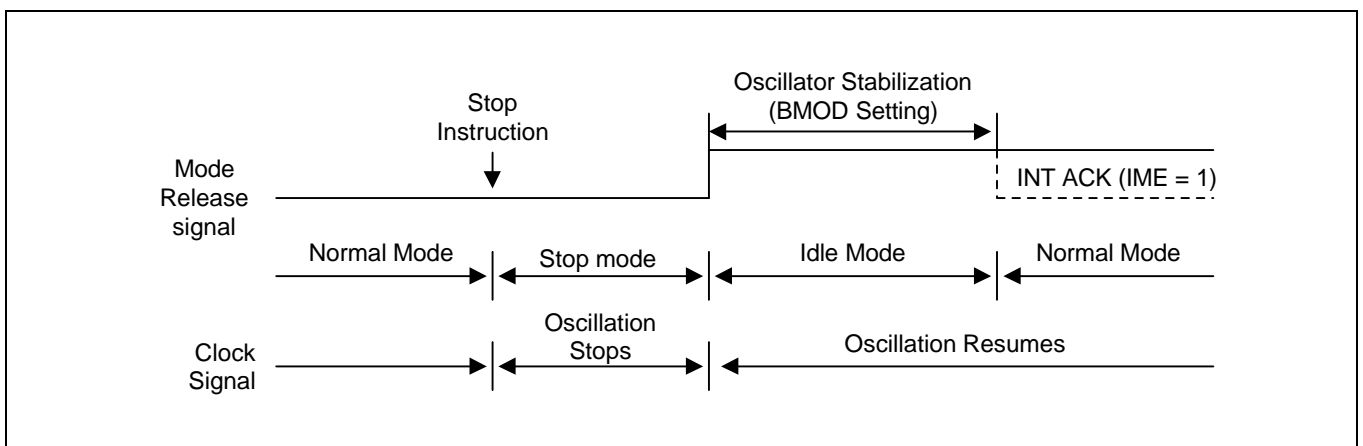 Oscillator Stabilization
(BMOD Setting)
Stop
Instruction
Mode
Release
signal
INT ACK (IME = 1)
Normal Mode
Stop mode
Idle Mode
Normal Mode
Clock
Signal
Oscillation
Stops
Oscillation Resumes